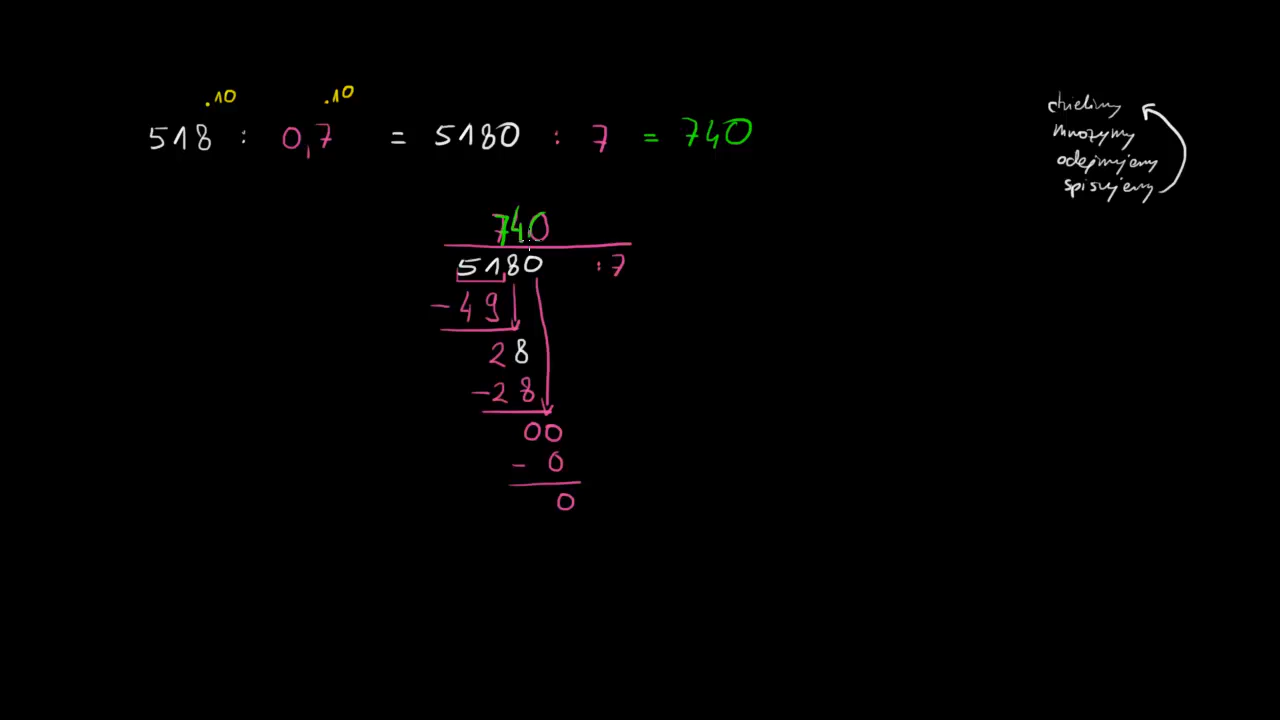 .10 .10
518 : 0,7 = 5180 : 7 = 740
dzielimy
mnożymy
odejmujemy
spisujemy
740
5180 :7
-49
28
-28
00
- 0
0